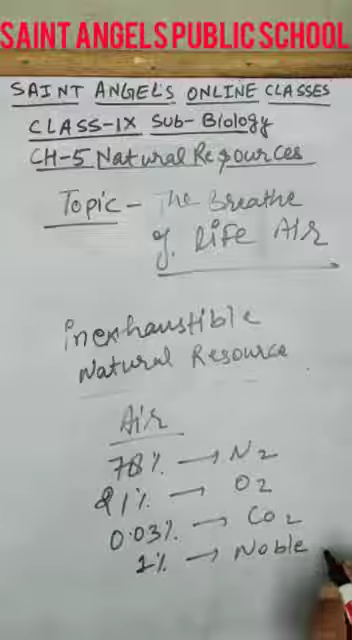 SAINT ANGELS PUBLIC SCHOOL
SAINT ANGEL'S ONLINE CLASSES
CLASS-IX Sub- Biology
CH-5 Natural Resources
Topic - The Breathe
of life Air
inexhaustible
Natural Resource
Air
78% → N2
21% → O2
0.03% → CO2
1% → Noble